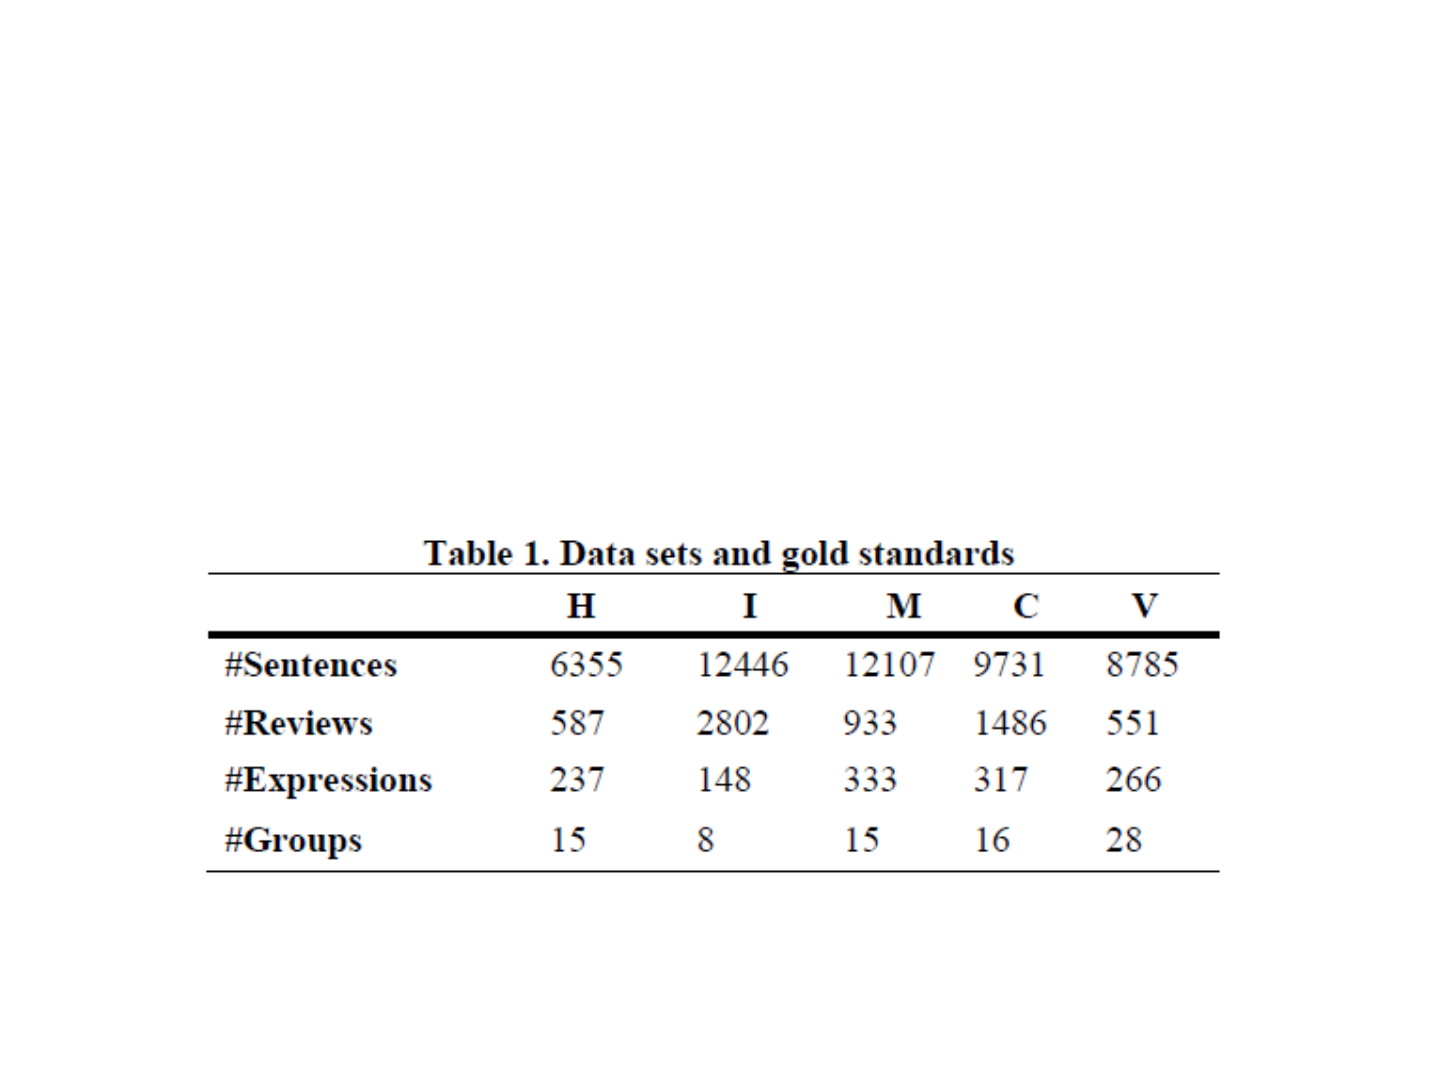 Table 1. Data sets and gold standards
H I M C V
#Sentences 6355 12446 12107 9731 8785
#Reviews 587 2802 933 1486 551
#Expressions 237 148 333 317 266
#Groups 15 8 15 16 28